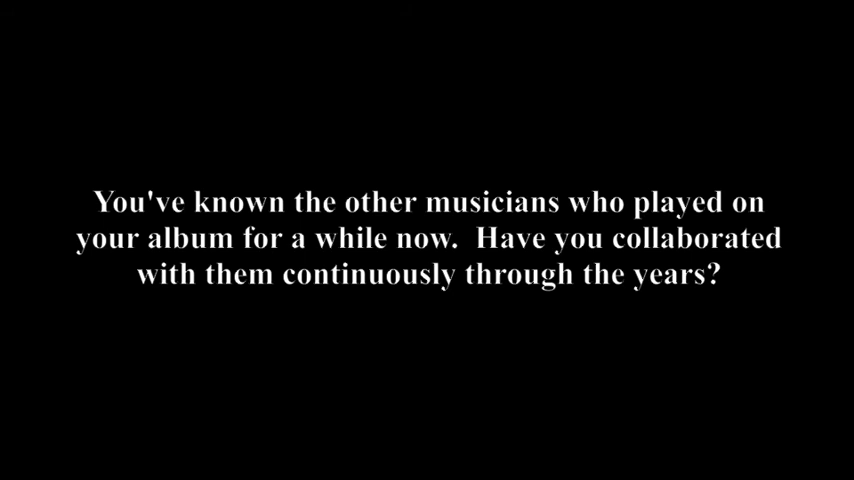 You've known the other musicians who played on
your album for a while now.  Have you collaborated
with them continuously through the years?